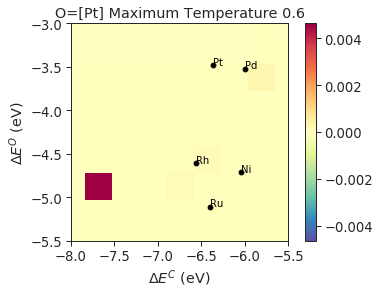 O=[Pt] Maximum Temperature 0.6
−3.0
−3.5
−4.0
−4.5
−5.0
−5.5
ΔE^O (eV)
Pt
Pd
Rh
Ni
Ru
−8.0 −7.5 −7.0 −6.5 −6.0 −5.5
ΔE^C (eV)
0.004
0.002
0.000
−0.002
−0.004